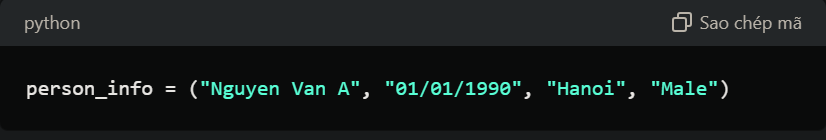 python
Sao chép mã
person_info = ("Nguyen Van A", "01/01/1990", "Hanoi", "Male")